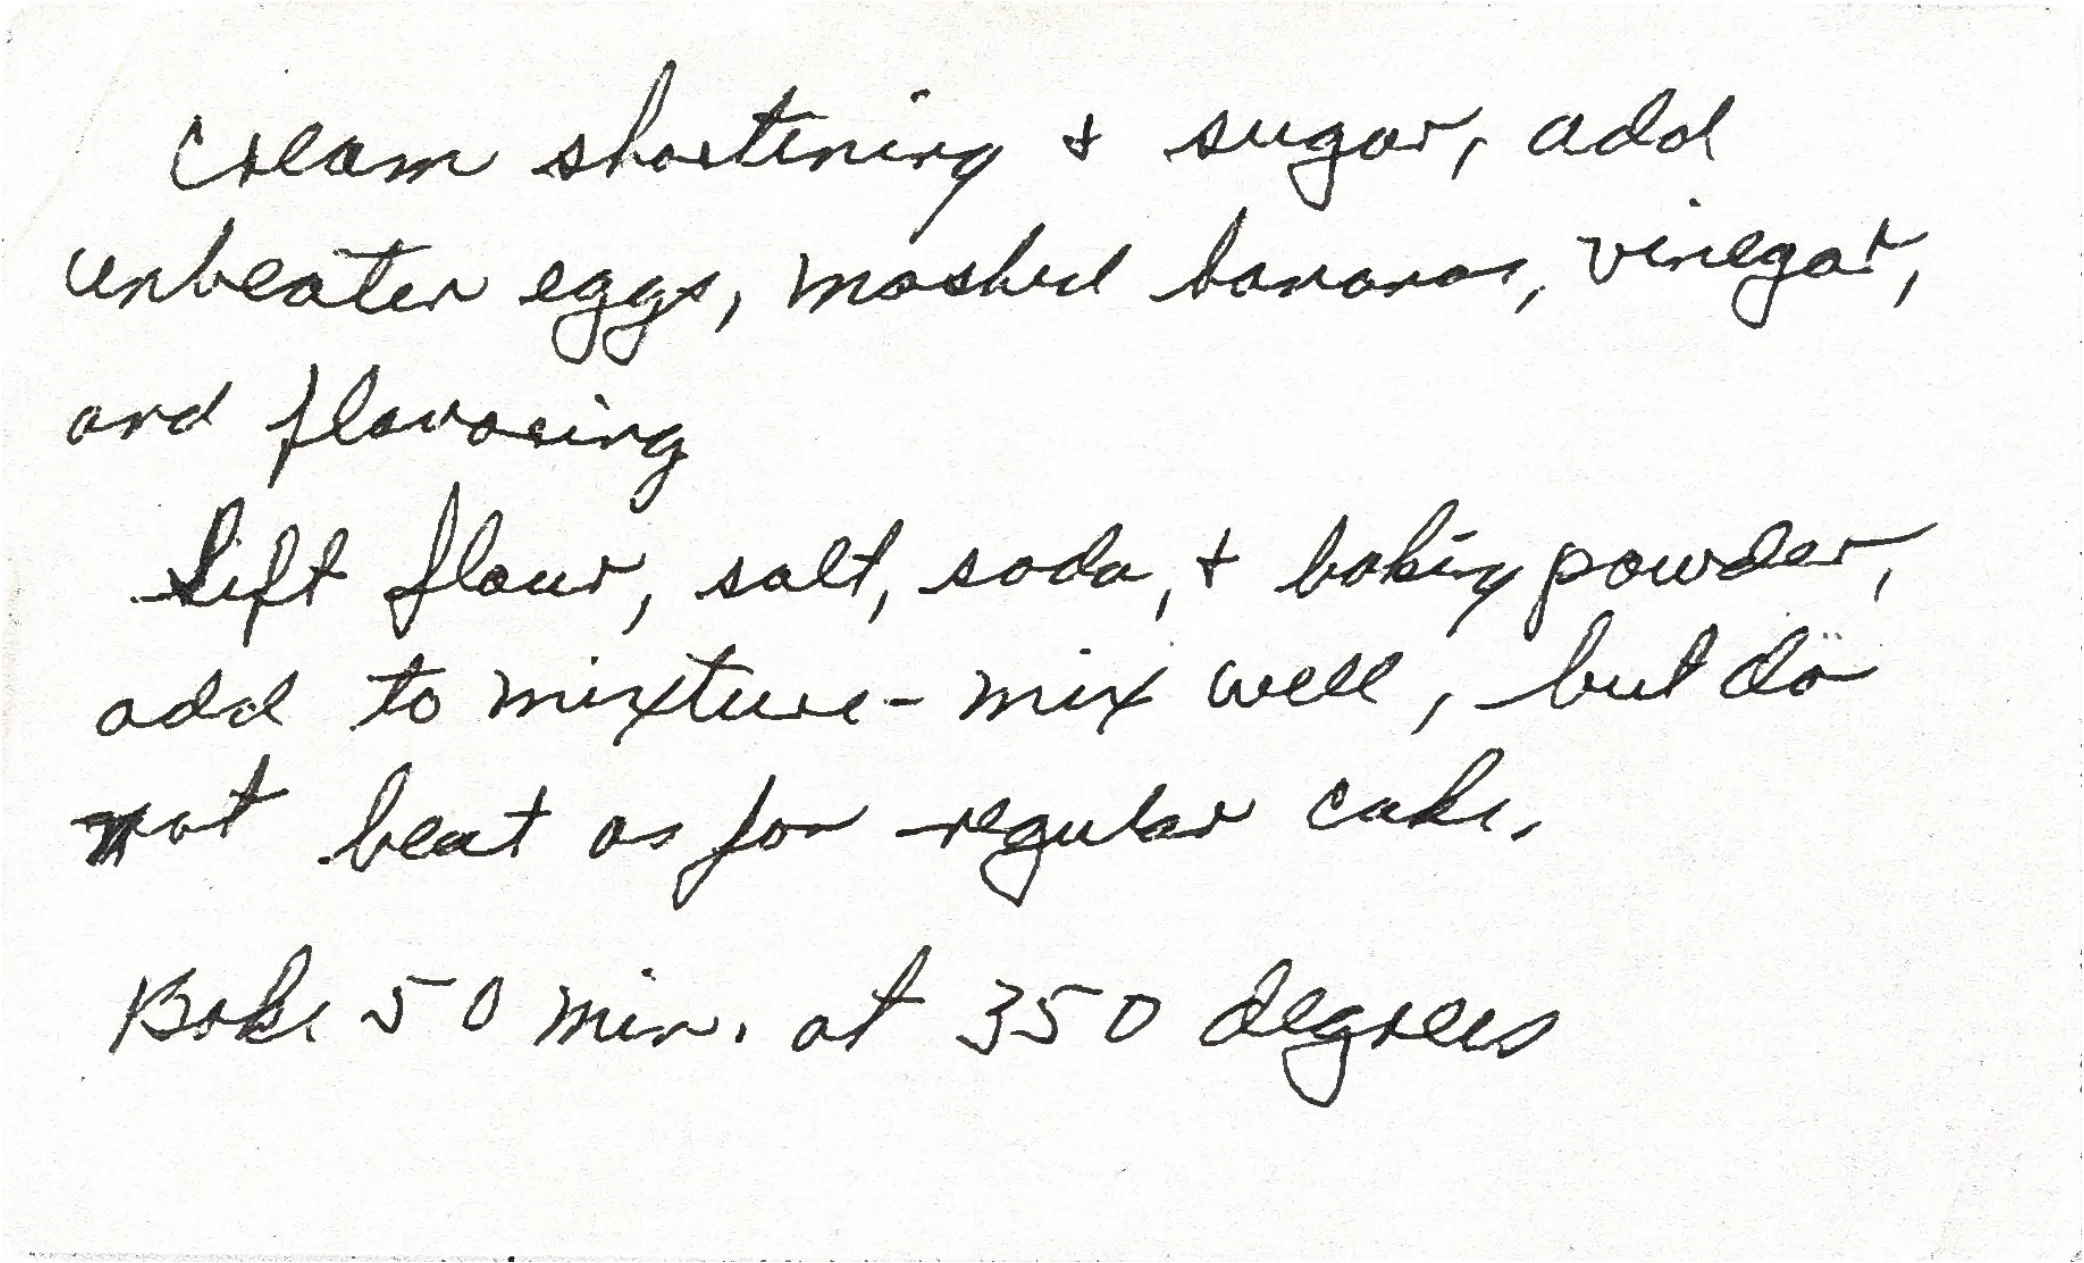 Cream shortening + sugar, add
unbeaten eggs, mashed bananas, vinegar,
and flavoring
Sift flour, salt, soda, + baking powder,
add to mixture - mix well, but do
not beat as for regular cake.
Bake 50 min. at 350 degrees